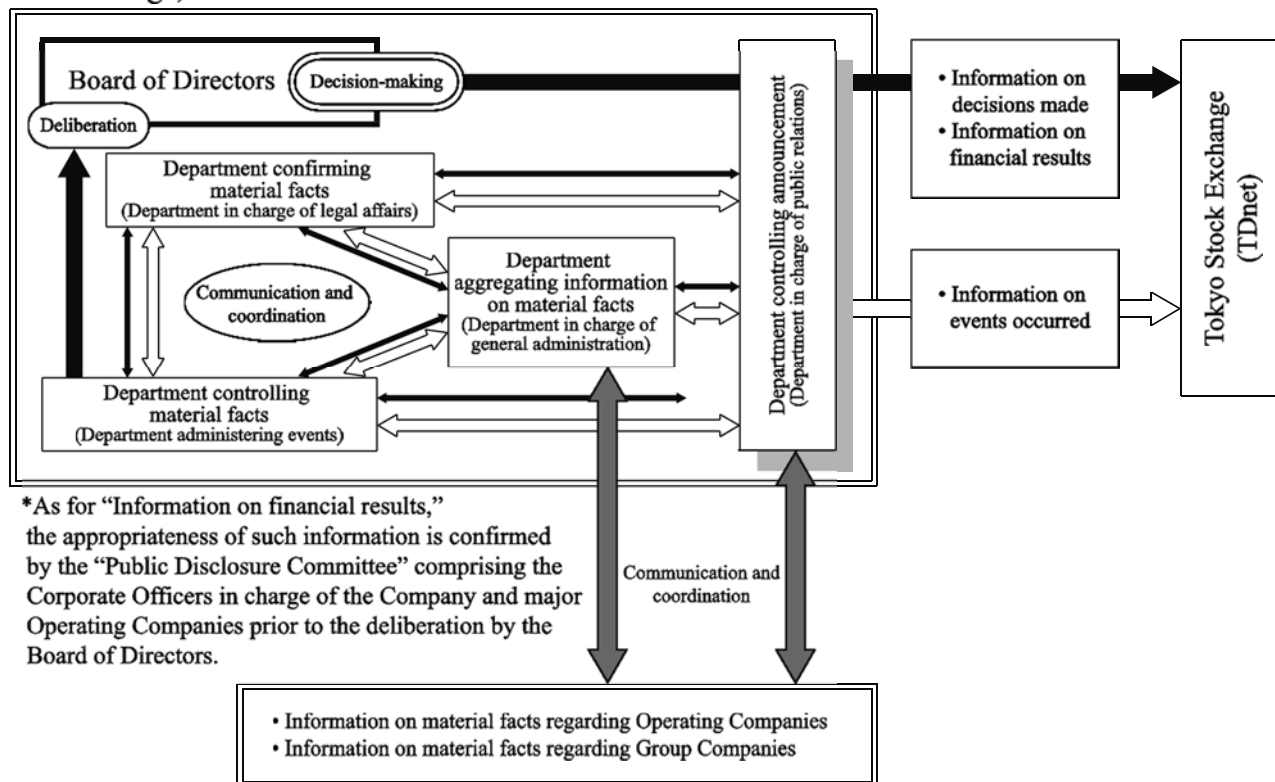 Board of Directors
Decision-making
Deliberation
Department confirming
material facts
(Department in charge of legal affairs)
Communication and
coordination
Department
aggregating information
on material facts
(Department in charge of
general administration)
Department controlling
material facts
(Department administering events)
Department controlling announcement
(Department in charge of public relations)
• Information on
decisions made
• Information on
financial results
• Information on
events occurred
Tokyo Stock Exchange
(TDnet)
*As for “Information on financial results,”
the appropriateness of such information is confirmed
by the “Public Disclosure Committee” comprising the
Corporate Officers in charge of the Company and major
Operating Companies prior to the deliberation by the
Board of Directors.
Communication and
coordination
• Information on material facts regarding Operating Companies
• Information on material facts regarding Group Companies